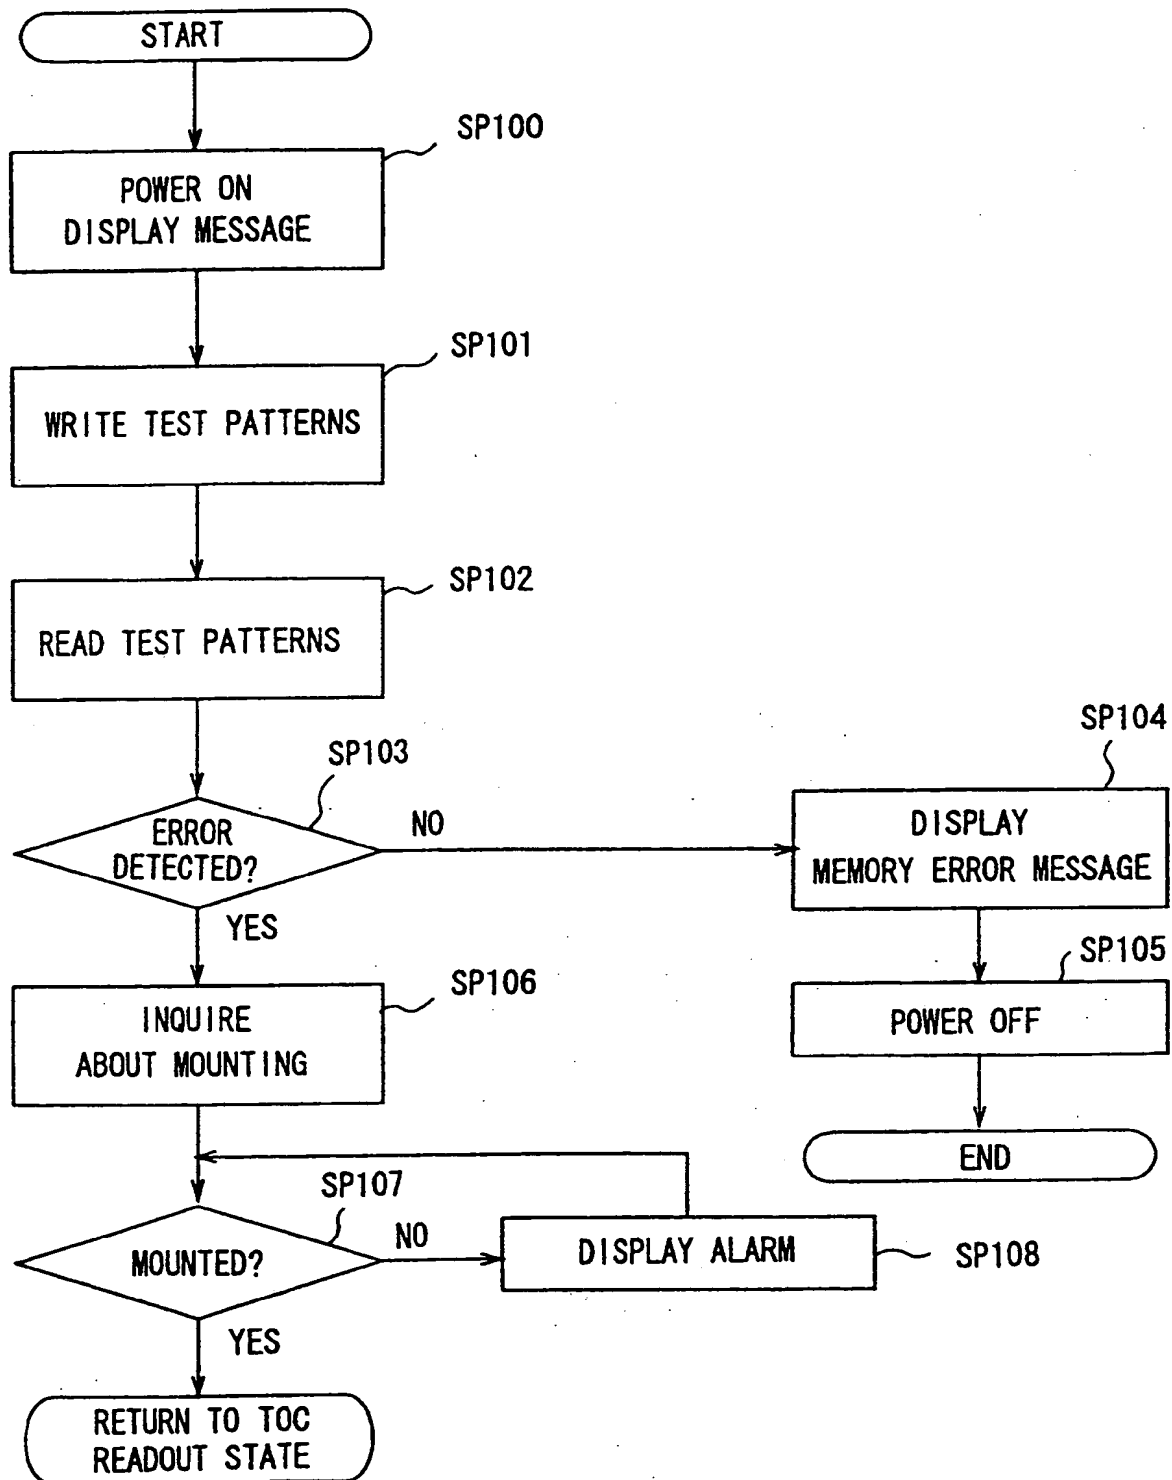 START
SP100
POWER ON
DISPLAY MESSAGE
SP101
WRITE TEST PATTERNS
SP102
READ TEST PATTERNS
SP103
ERROR
DETECTED?
NO
YES
SP104
DISPLAY
MEMORY ERROR MESSAGE
SP105
POWER OFF
END
SP106
INQUIRE
ABOUT MOUNTING
SP107
MOUNTED?
NO
DISPLAY ALARM
SP108
YES
RETURN TO TOC
READOUT STATE